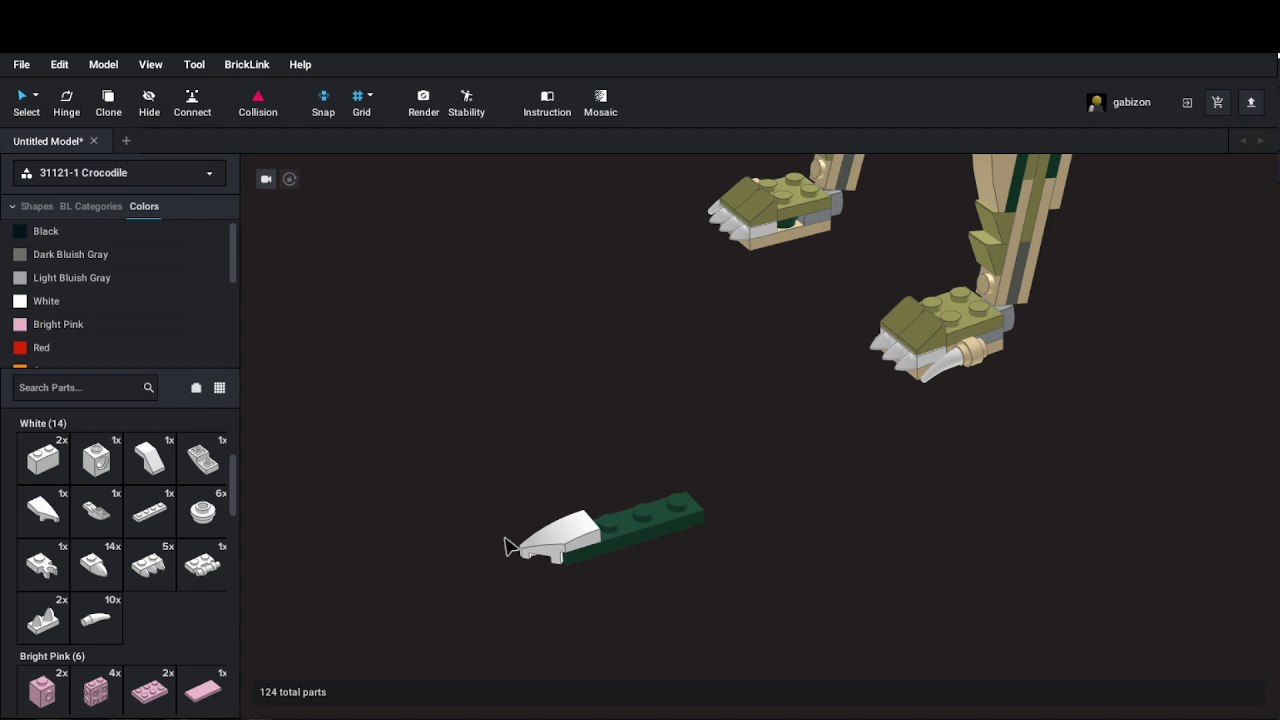 File Edit Model View Tool BrickLink Help
Select Hinge Clone Hide Connect Collision Snap Grid Render Stability Instruction Mosaic gabizon
Untitled Model*
31121-1 Crocodile
Shapes BL Categories Colors
Black
Dark Bluish Gray
Light Bluish Gray
White
Bright Pink
Red
Search Parts...
White (14)
2x 1x 1x 1x
1x 1x 1x 6x
1x 14x 5x 1x
2x 10x
Bright Pink (6)
2x 4x 2x 1x
124 total parts